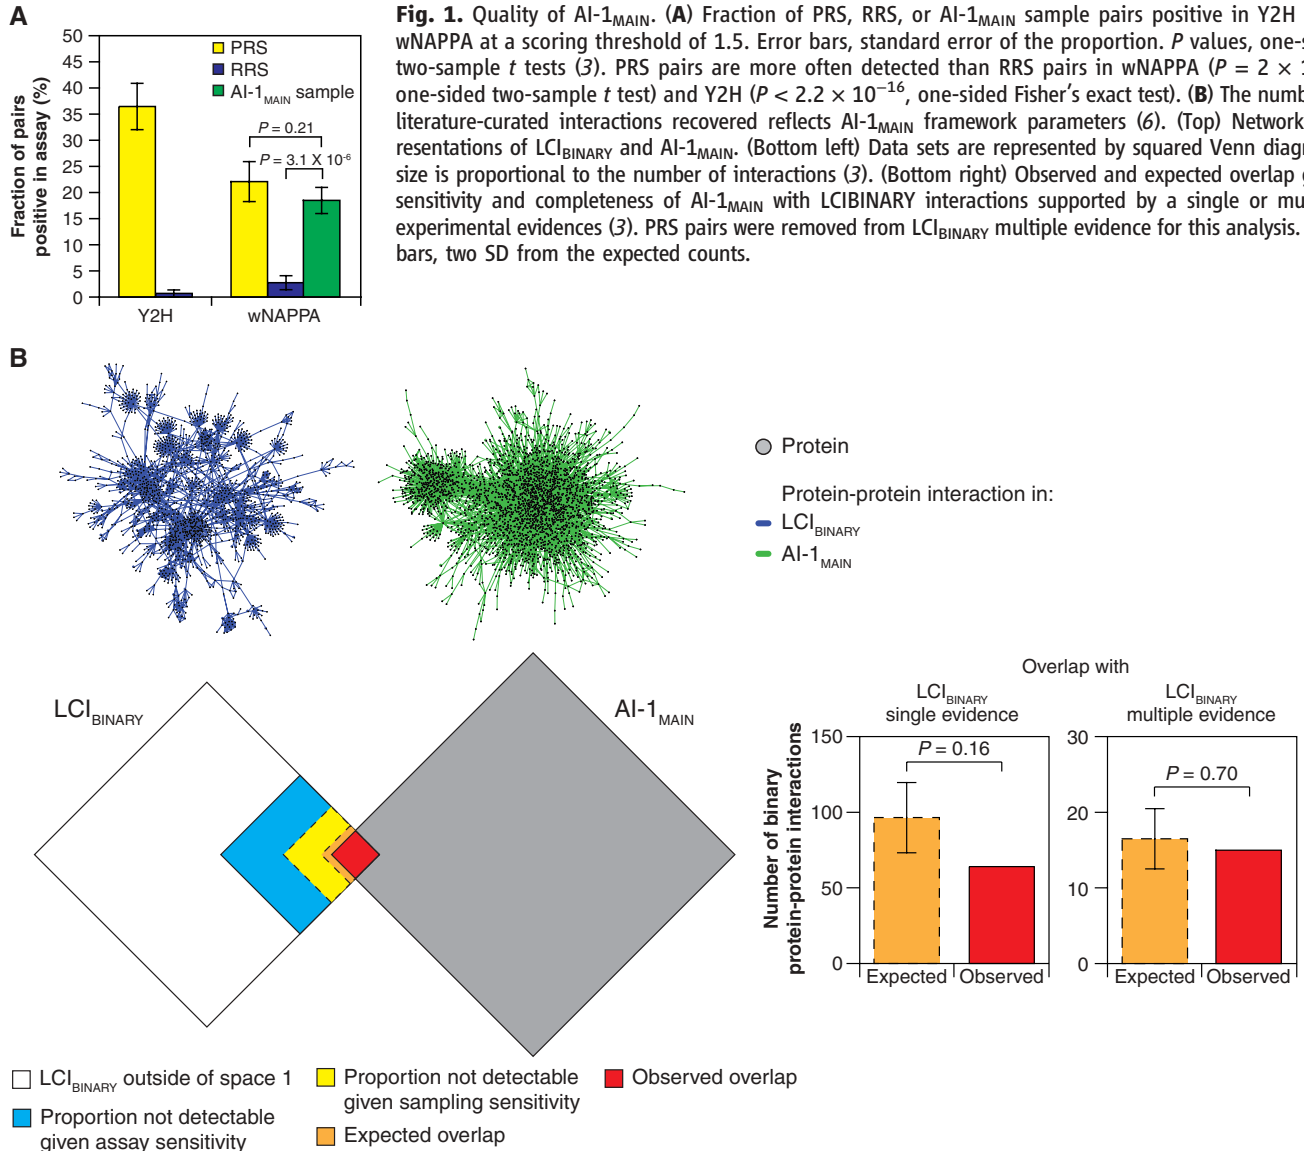 A
Fraction of pairs
positive in assay (%)
50
45
40
35
30
25
20
15
10
5
0
PRS
RRS
AI-1MAIN sample
P = 0.21
P = 3.1 X 10-6
Y2H
wNAPPA
Fig. 1. Quality of AI-1MAIN. (A) Fraction of PRS, RRS, or AI-1MAIN sample pairs positive in Y2H
wNAPPA at a scoring threshold of 1.5. Error bars, standard error of the proportion. P values, one-s
two-sample t tests (3). PRS pairs are more often detected than RRS pairs in wNAPPA (P = 2 × 1
one-sided two-sample t test) and Y2H (P < 2.2 × 10−16, one-sided Fisher's exact test). (B) The numb
literature-curated interactions recovered reflects AI-1MAIN framework parameters (6). (Top) Network
resentations of LCIBINARY and AI-1MAIN. (Bottom left) Data sets are represented by squared Venn diagr
size is proportional to the number of interactions (3). (Bottom right) Observed and expected overlap g
sensitivity and completeness of AI-1MAIN with LCIBINARY interactions supported by a single or mu
experimental evidences (3). PRS pairs were removed from LCIBINARY multiple evidence for this analysis.
bars, two SD from the expected counts.
B
Protein
Protein-protein interaction in:
LCIBINARY
AI-1MAIN
LCIBINARY
AI-1MAIN
Overlap with
LCIBINARY
single evidence
LCIBINARY
multiple evidence
Number of binary
protein-protein interactions
150
100
50
0
P = 0.16
Expected
Observed
30
20
10
0
P = 0.70
Expected
Observed
LCIBINARY outside of space 1
Proportion not detectable
given assay sensitivity
Proportion not detectable
given sampling sensitivity
Expected overlap
Observed overlap